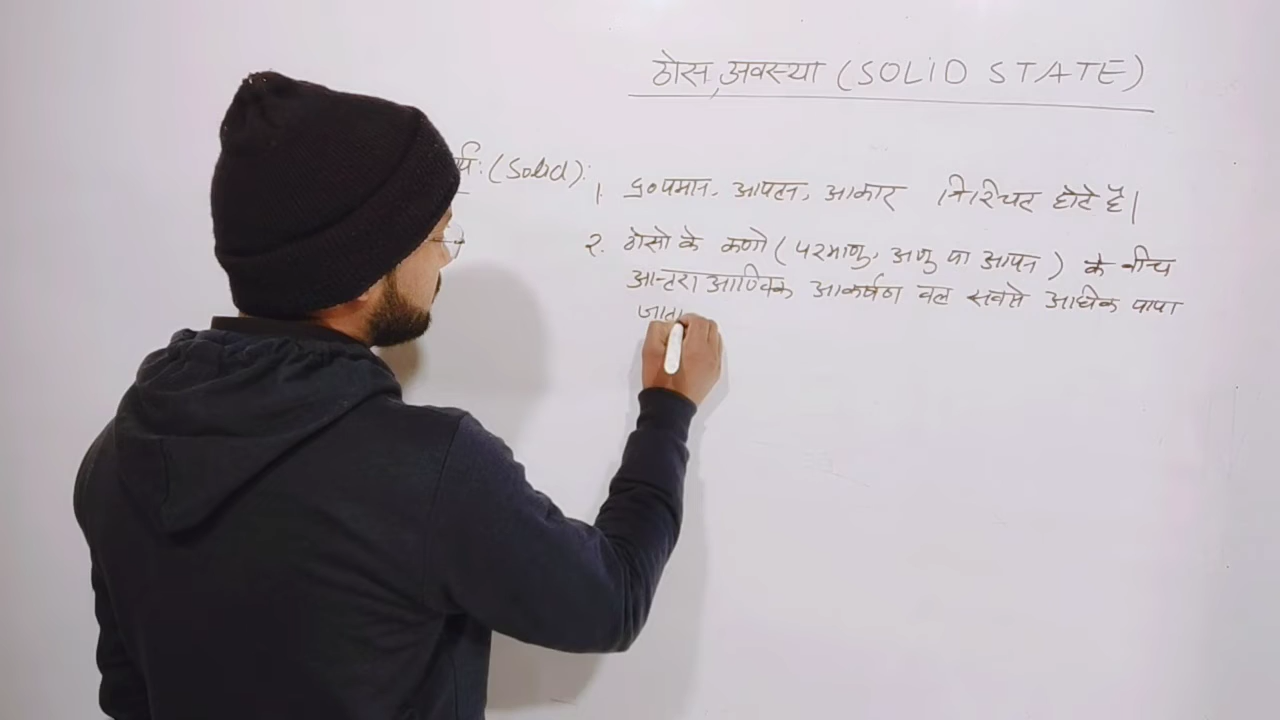 ठोस अवस्था (SOLiD STATE)
(Solid):
1. द्रव्यमान, आयतन, आकार निश्चित होते हैं।
2. ठोसो के कणो (परमाणु, अणु या आयन) के बीच
आन्तराआण्विक आकर्षण बल सबसे अधिक पाया
जाता